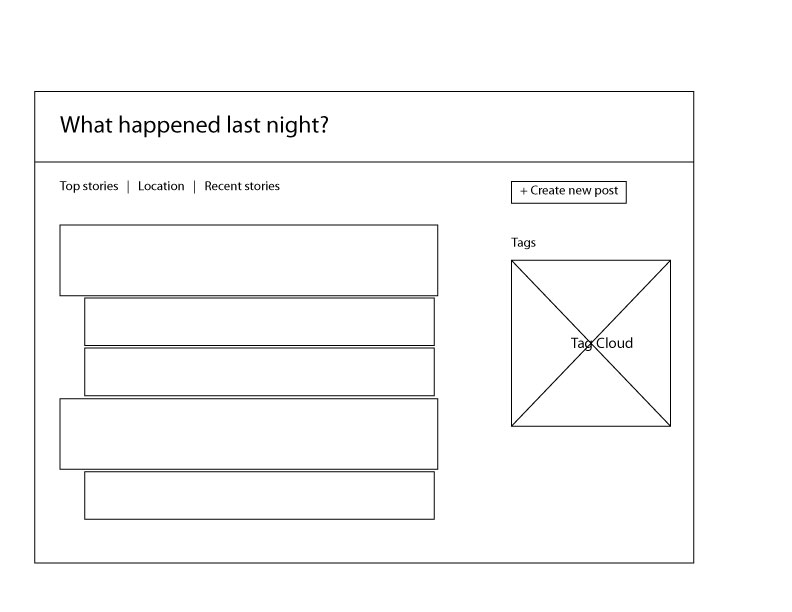 What happened last night?
Top stories | Location | Recent stories
+ Create new post
Tags
Tag Cloud